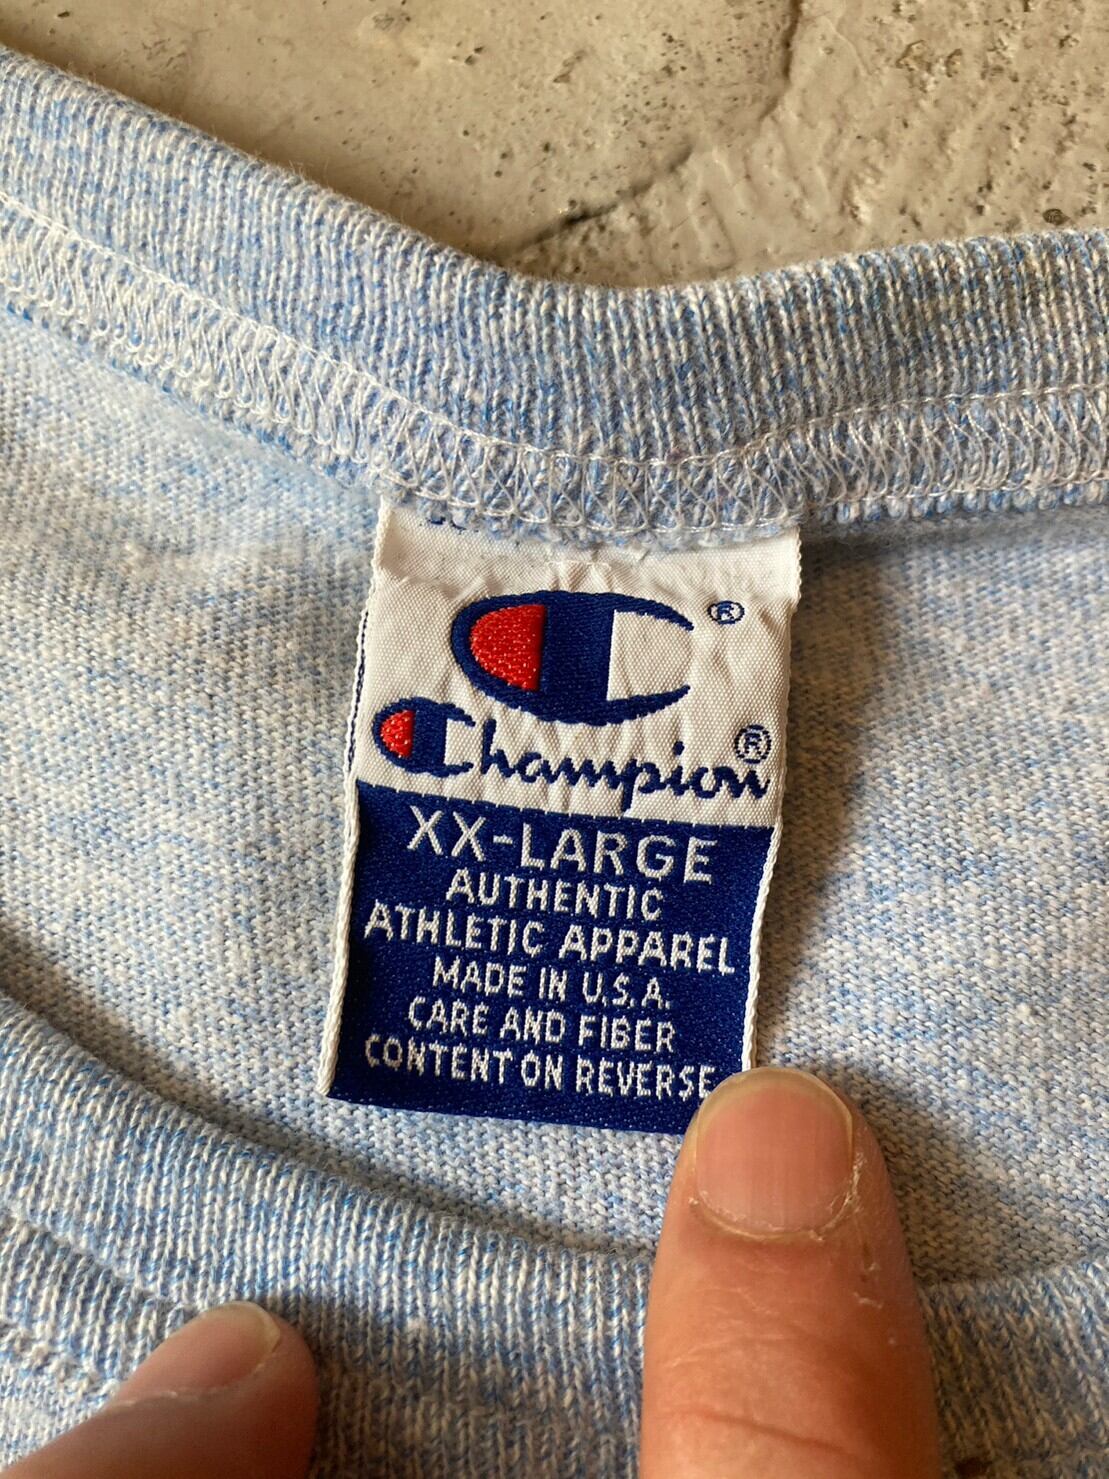 ®
Champion®
XX-LARGE
AUTHENTIC
ATHLETIC APPAREL
MADE IN U.S.A.
CARE AND FIBER
CONTENT ON REVERSE